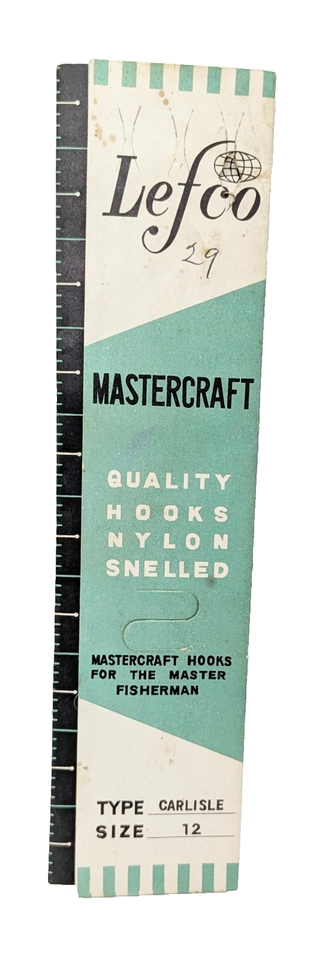 Lefco
29
MASTERCRAFT
QUALITY
HOOKS
NYLON
SNELLED
MASTERCRAFT HOOKS
FOR THE MASTER
FISHERMAN
TYPE CARLISLE
SIZE 12